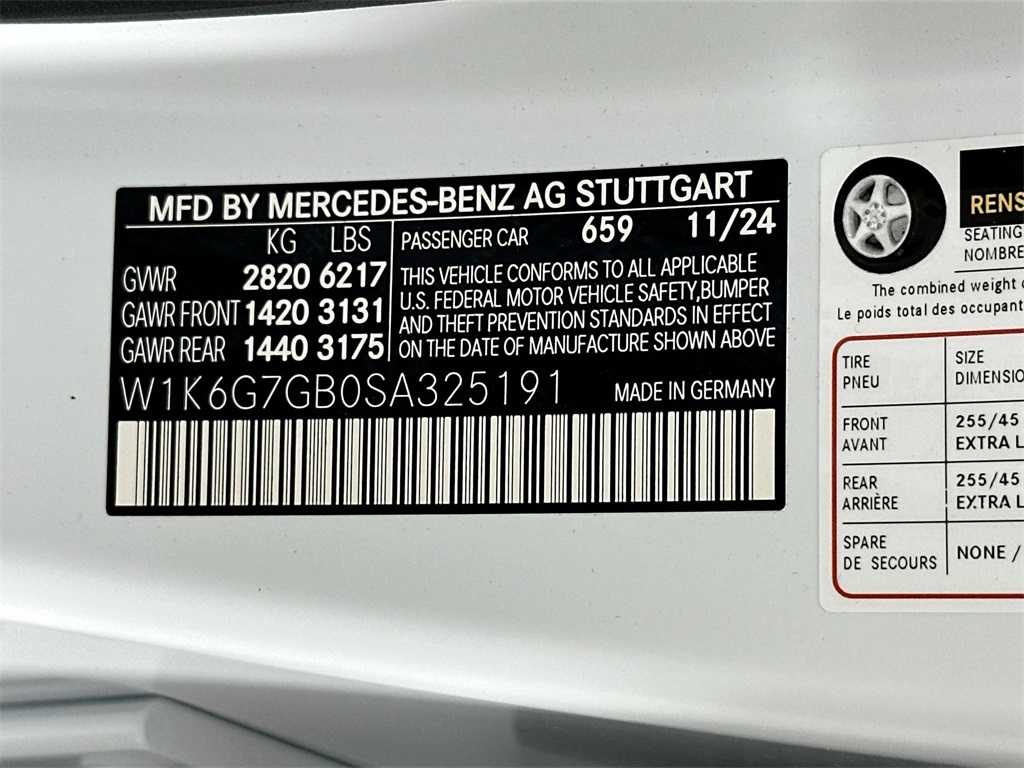 MFD BY MERCEDES-BENZ AG STUTTGART
KG LBS
GVWR 2820 6217
GAWR FRONT 1420 3131
GAWR REAR 1440 3175
PASSENGER CAR 659 11/24
THIS VEHICLE CONFORMS TO ALL APPLICABLE
U.S. FEDERAL MOTOR VEHICLE SAFETY,BUMPER
AND THEFT PREVENTION STANDARDS IN EFFECT
ON THE DATE OF MANUFACTURE SHOWN ABOVE
W1K6G7GB0SA325191 MADE IN GERMANY
RENS
SEATING
NOMBRE
The combined weight
Le poids total des occupant
TIRE SIZE
PNEU DIMENSIO
FRONT 255/45
AVANT EXTRA L
REAR 255/45
ARRIÈRE EXTRA L
SPARE NONE /
DE SECOURS